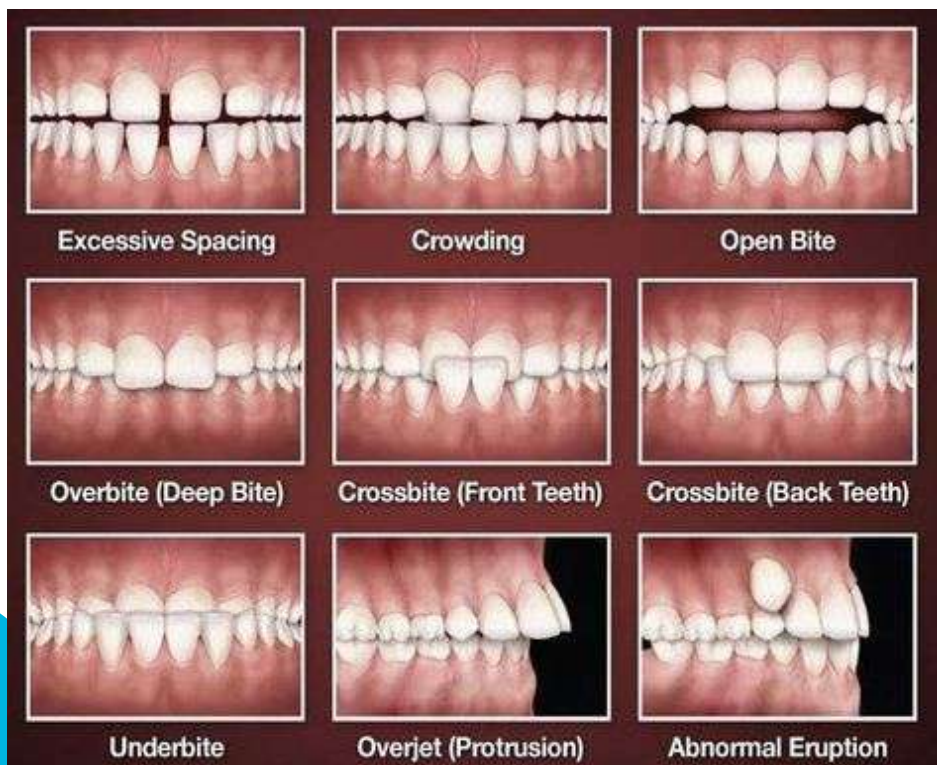 Excessive Spacing
Crowding
Open Bite
Overbite (Deep Bite)
Crossbite (Front Teeth)
Crossbite (Back Teeth)
Underbite
Overjet (Protrusion)
Abnormal Eruption